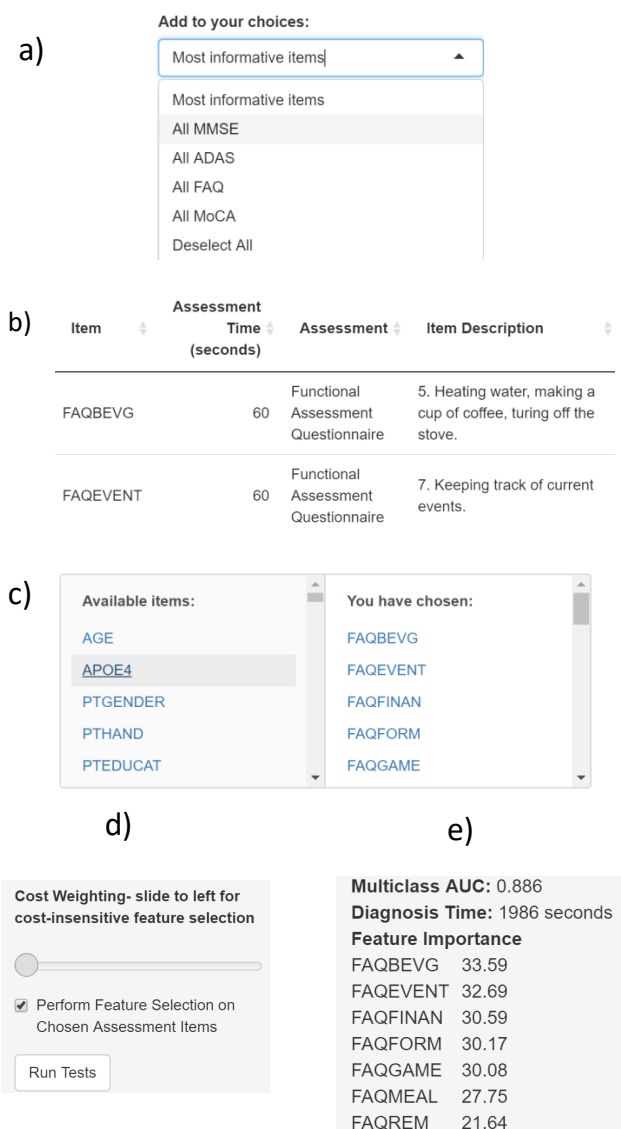 a)
Add to your choices:
Most informative items
Most informative items
All MMSE
All ADAS
All FAQ
All MoCA
Deselect All
b)
Item
Assessment
Time
(seconds)
Assessment
Item Description
FAQBEVG
60
Functional
Assessment
Questionnaire
5. Heating water, making a
cup of coffee, turing off the
stove.
FAQEVENT
60
Functional
Assessment
Questionnaire
7. Keeping track of current
events.
c)
Available items:
AGE
APOE4
PTGENDER
PTHAND
PTEDUCAT
You have chosen:
FAQBEVG
FAQEVENT
FAQFINAN
FAQFORM
FAQGAME
d)
Cost Weighting- slide to left for
cost-insensitive feature selection
Perform Feature Selection on
Chosen Assessment Items
Run Tests
e)
Multiclass AUC: 0.886
Diagnosis Time: 1986 seconds
Feature Importance
FAQBEVG 33.59
FAQEVENT 32.69
FAQFINAN 30.59
FAQFORM 30.17
FAQGAME 30.08
FAQMEAL 27.75
FAQREM 21.64